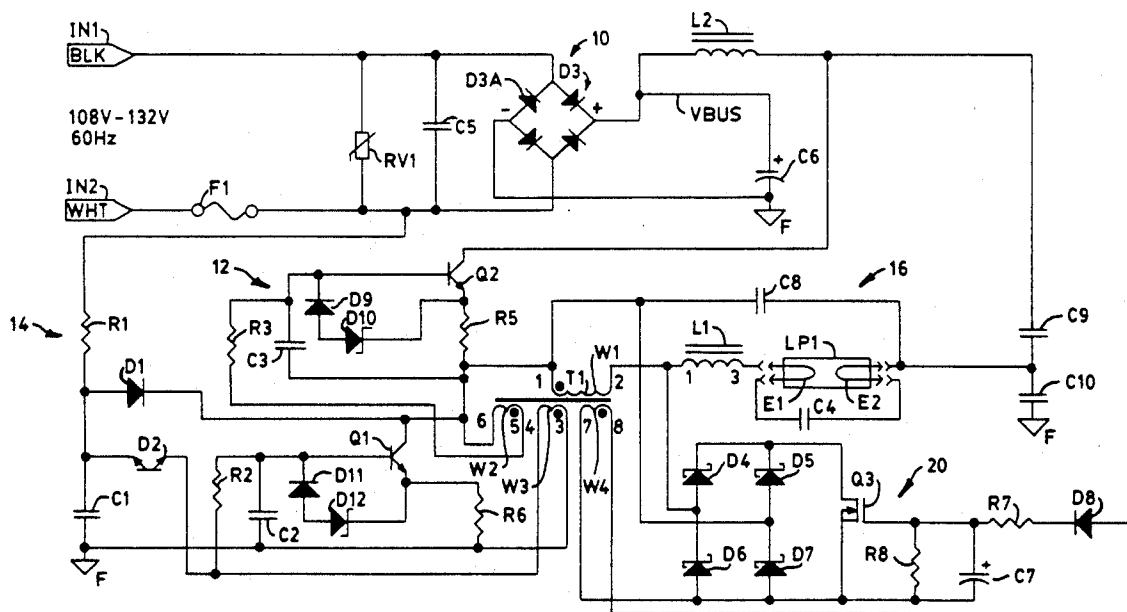 IN1
BLK
10
L2
D3A
D3
-
+
VBUS
108V-132V
60Hz
RV1
C5
+
C6
IN2
WHT
F1
F
12
Q2
C8
16
14
R1
R3
D9
D10
C3
R5
L1
LP1
C9
D1
1
T1
W1
2
1
3
E1
E2
C10
C4
F
6
5
4
3
7
8
D2
Q1
W2
W3
W4
R2
D11
D12
D4
D5
Q3
20
C1
C2
R6
R7
D8
D6
D7
R8
+
C7
F